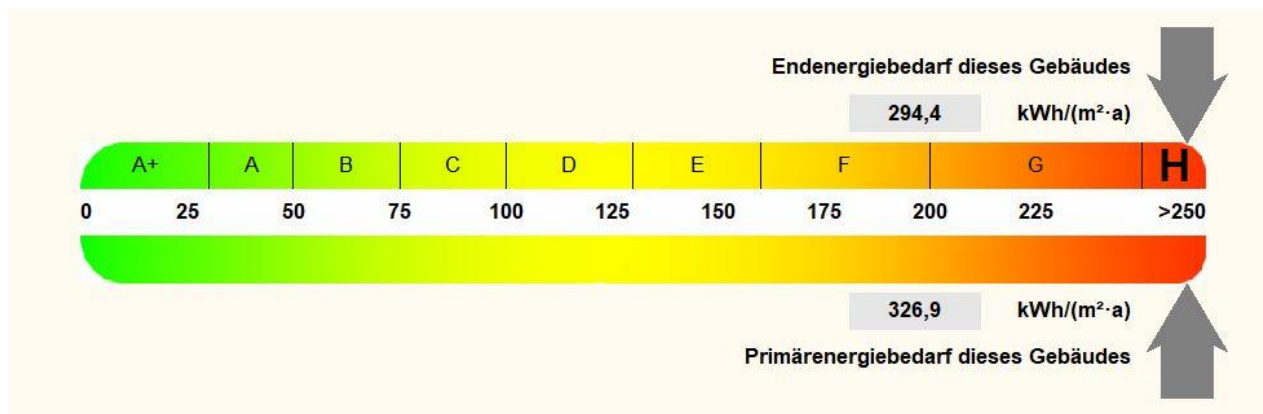 Endenergiebedarf dieses Gebäudes
294,4 kWh/(m²·a)
A+ A B C D E F G H
0 25 50 75 100 125 150 175 200 225 >250
326,9 kWh/(m²·a)
Primärenergiebedarf dieses Gebäudes